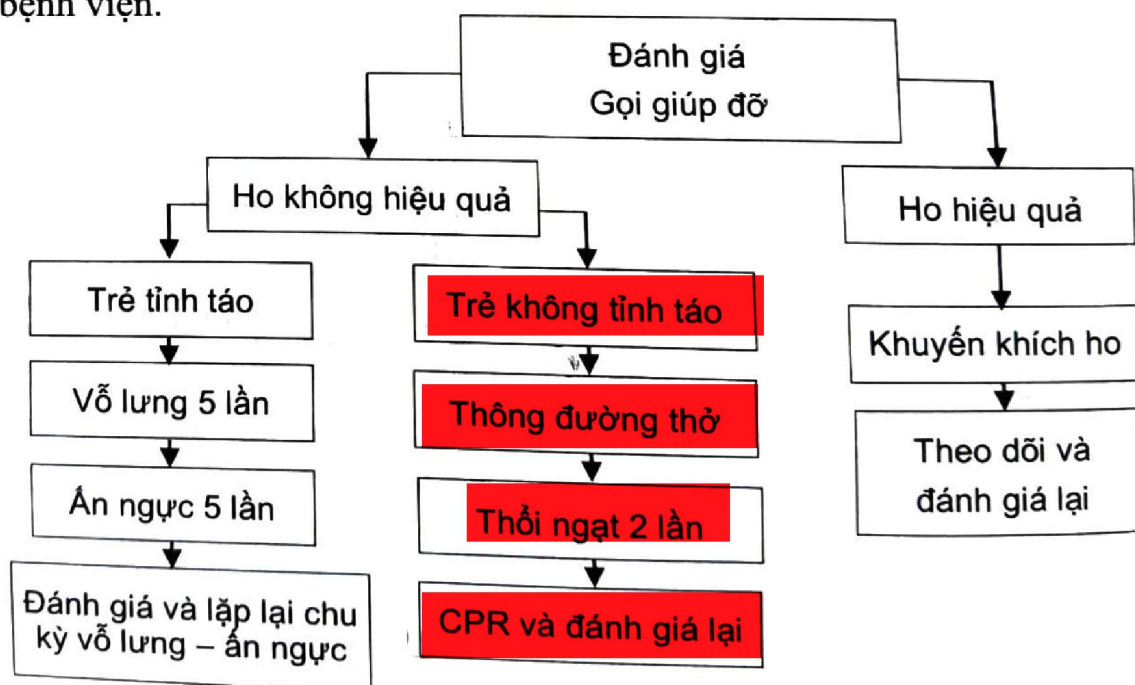 bệnh viện.
Đánh giá
Gọi giúp đỡ
Ho không hiệu quả
Ho hiệu quả
Trẻ tỉnh táo
Trẻ không tỉnh táo
Khuyến khích ho
Vỗ lưng 5 lần
Thông đường thở
Theo dõi và
đánh giá lại
Ấn ngực 5 lần
Thổi ngạt 2 lần
Đánh giá và lặp lại chu
kỳ vỗ lưng – ấn ngực
CPR và đánh giá lại